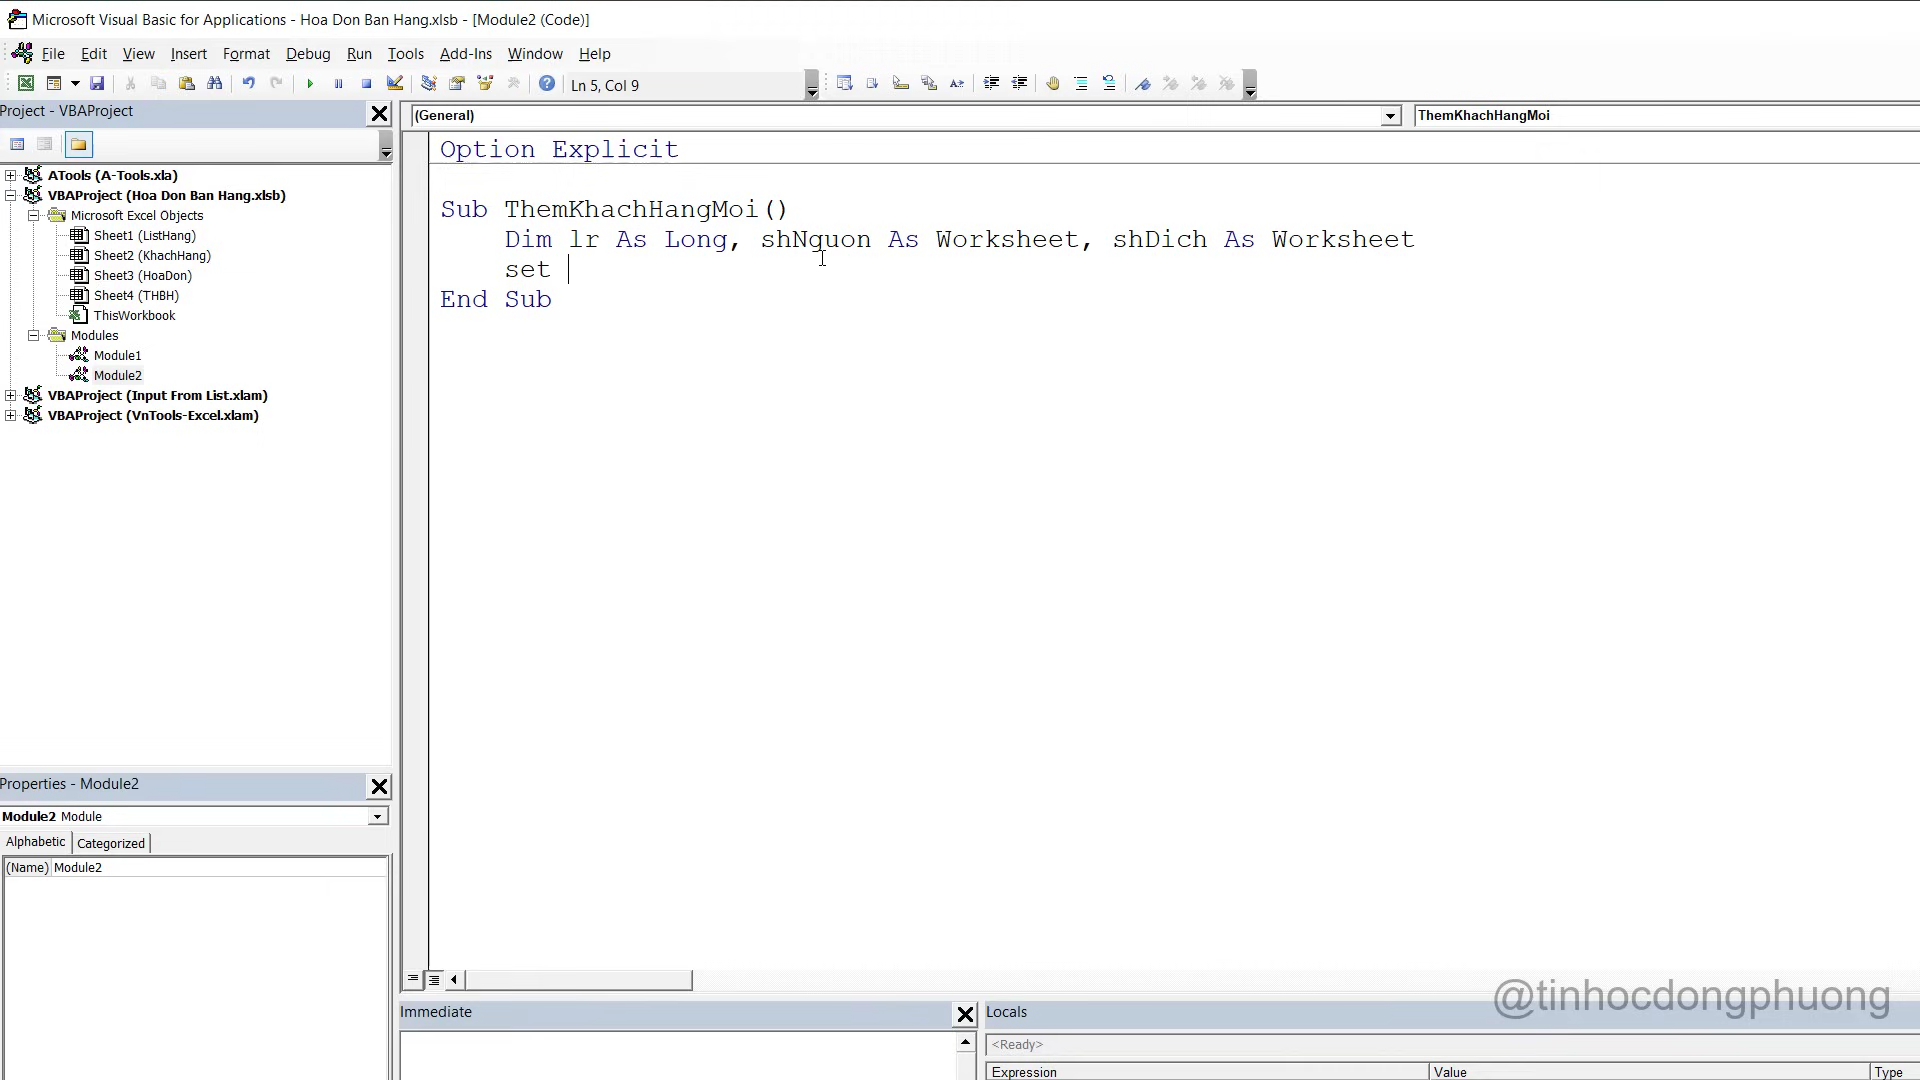 Microsoft Visual Basic for Applications - Hoa Don Ban Hang.xlsb - [Module2 (Code)]
File Edit View Insert Format Debug Run Tools Add-Ins Window Help
Ln 5, Col 9
Project - VBAProject
(General)
ThemKhachHangMoi
ATools (A-Tools.xla)
VBAProject (Hoa Don Ban Hang.xlsb)
Microsoft Excel Objects
Sheet1 (ListHang)
Sheet2 (KhachHang)
Sheet3 (HoaDon)
Sheet4 (THBH)
ThisWorkbook
Modules
Module1
Module2
VBAProject (Input From List.xlam)
VBAProject (VnTools-Excel.xlam)
Option Explicit
Sub ThemKhachHangMoi()
Dim lr As Long, shNguon As Worksheet, shDich As Worksheet
set
End Sub
Properties - Module2
Module2 Module
Alphabetic Categorized
(Name) Module2
Immediate
Locals
<Ready>
Expression Value Type
@tinhocdongphuong